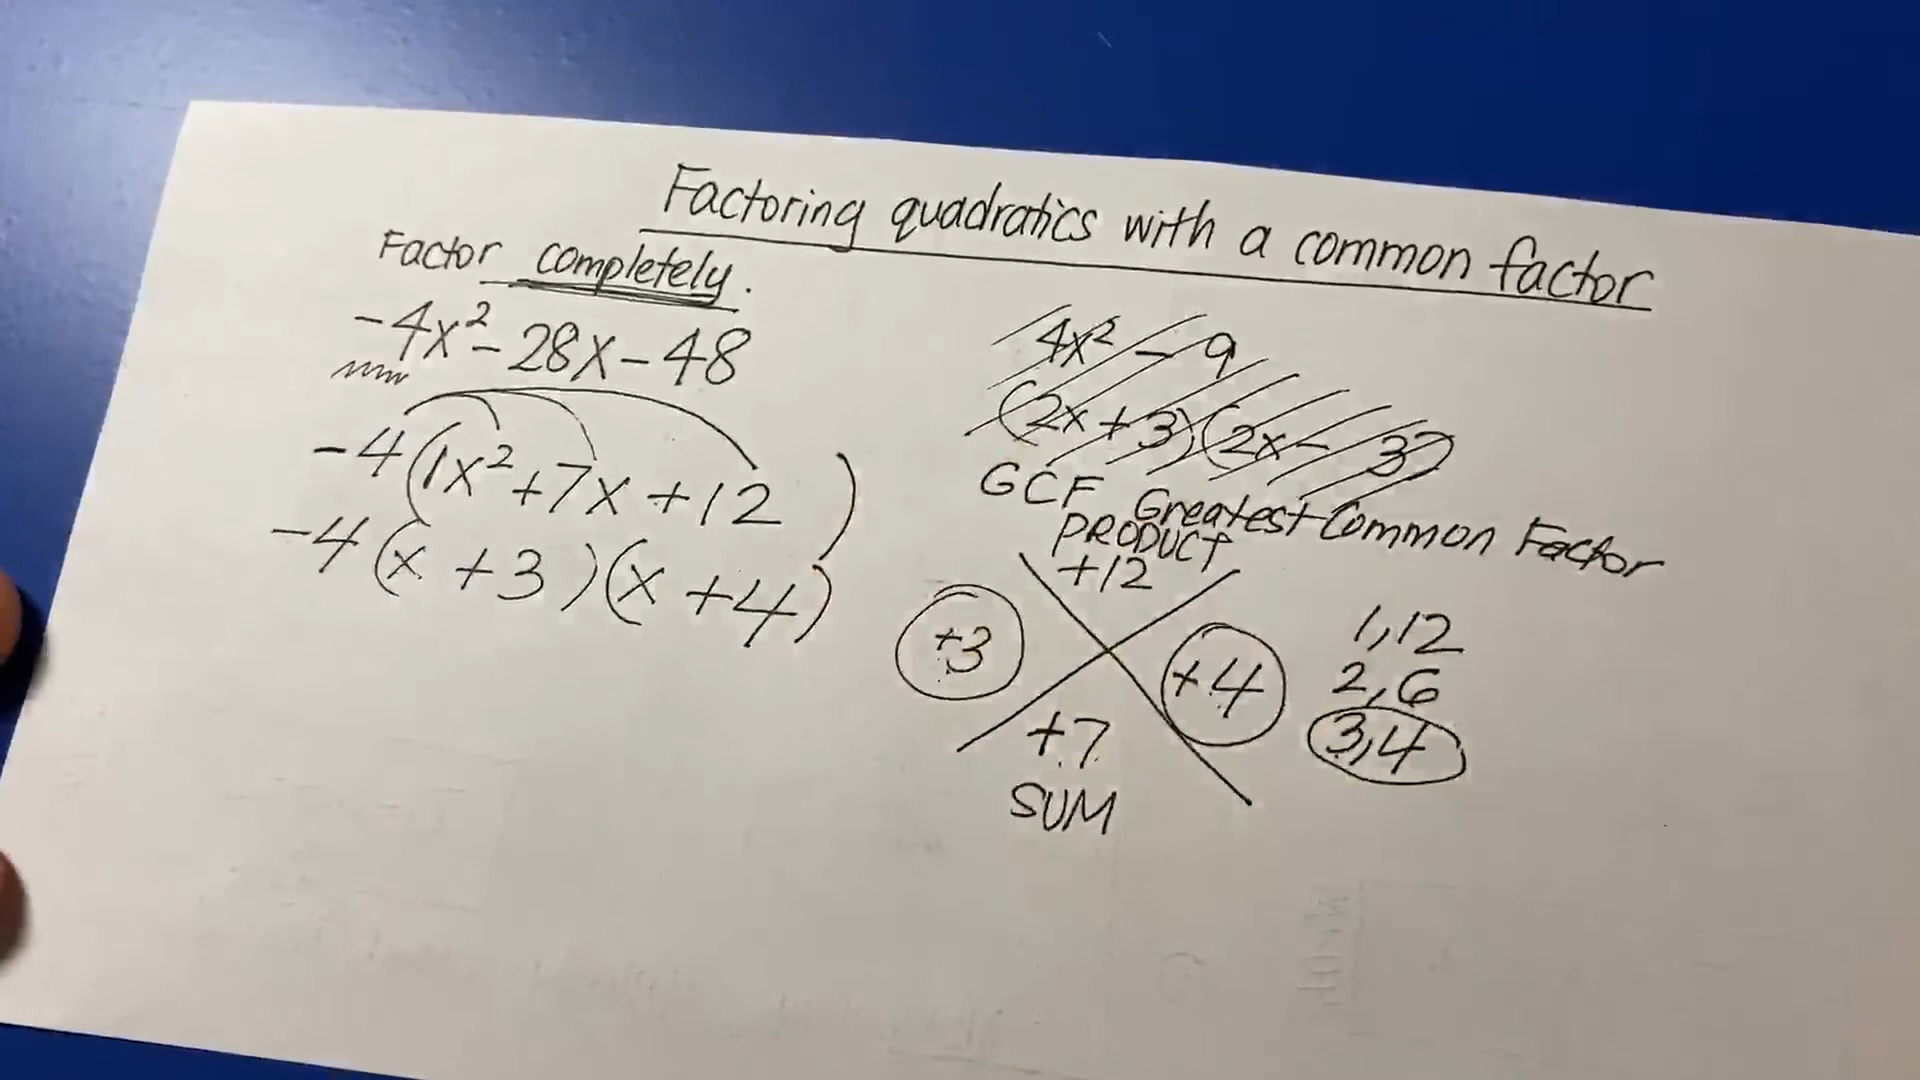 Factoring quadratics with a common factor
Factor completely.
-4x² - 28x - 48
-4(1x² + 7x + 12)
-4(x + 3)(x + 4)
4x² - 9
(2x + 3)(2x - 3)
GCF Greatest Common Factor
PRODUCT
+12
+3 +4
+7
SUM
1,12
2,6
3,4